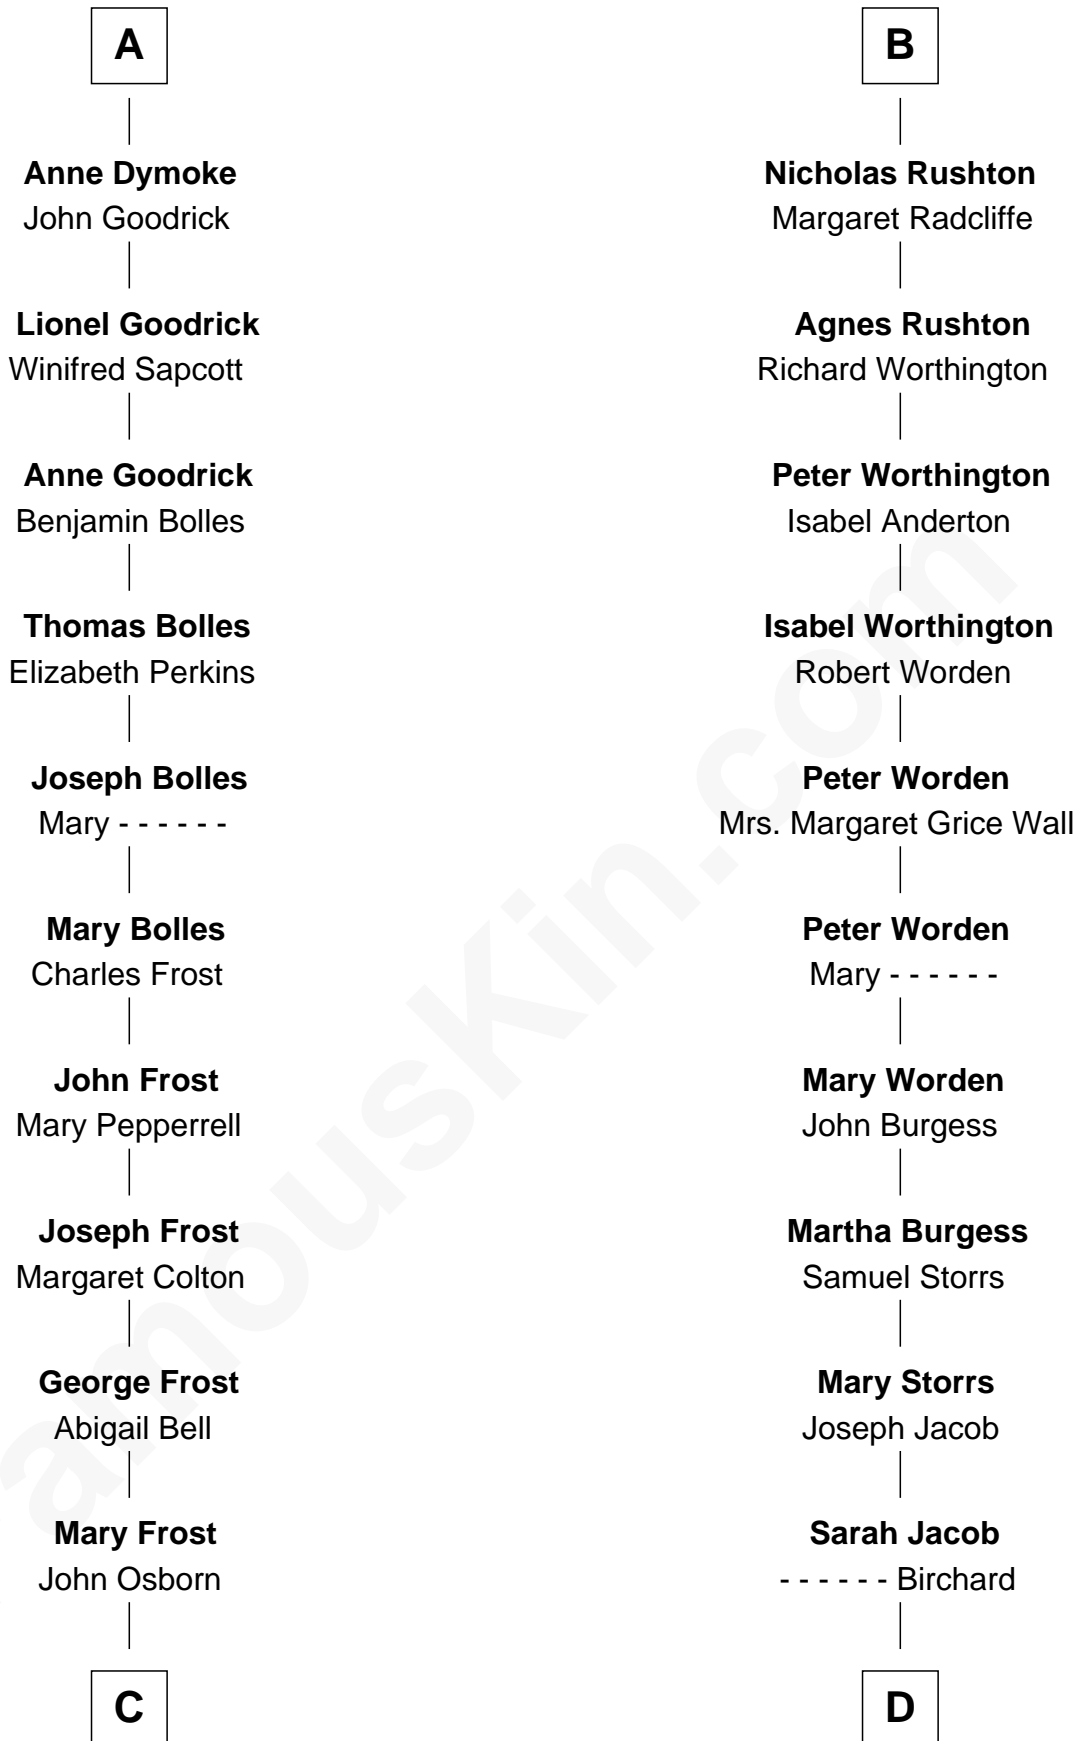 A
Anne Dymoke
John Goodrick
Lionel Goodrick
Winifred Sapcott
Anne Goodrick
Benjamin Bolles
Thomas Bolles
Elizabeth Perkins
Joseph Bolles
Mary - - - - - -
Mary Bolles
Charles Frost
John Frost
Mary Pepperrell
Joseph Frost
Margaret Colton
George Frost
Abigail Bell
Mary Frost
John Osborn
C
B
Nicholas Rushton
Margaret Radcliffe
Agnes Rushton
Richard Worthington
Peter Worthington
Isabel Anderton
Isabel Worthington
Robert Worden
Peter Worden
Mrs. Margaret Grice Wall
Peter Worden
Mary - - - - - -
Mary Worden
John Burgess
Martha Burgess
Samuel Storrs
Mary Storrs
Joseph Jacob
Sarah Jacob
- - - - - - Birchard
D
amouskin.com